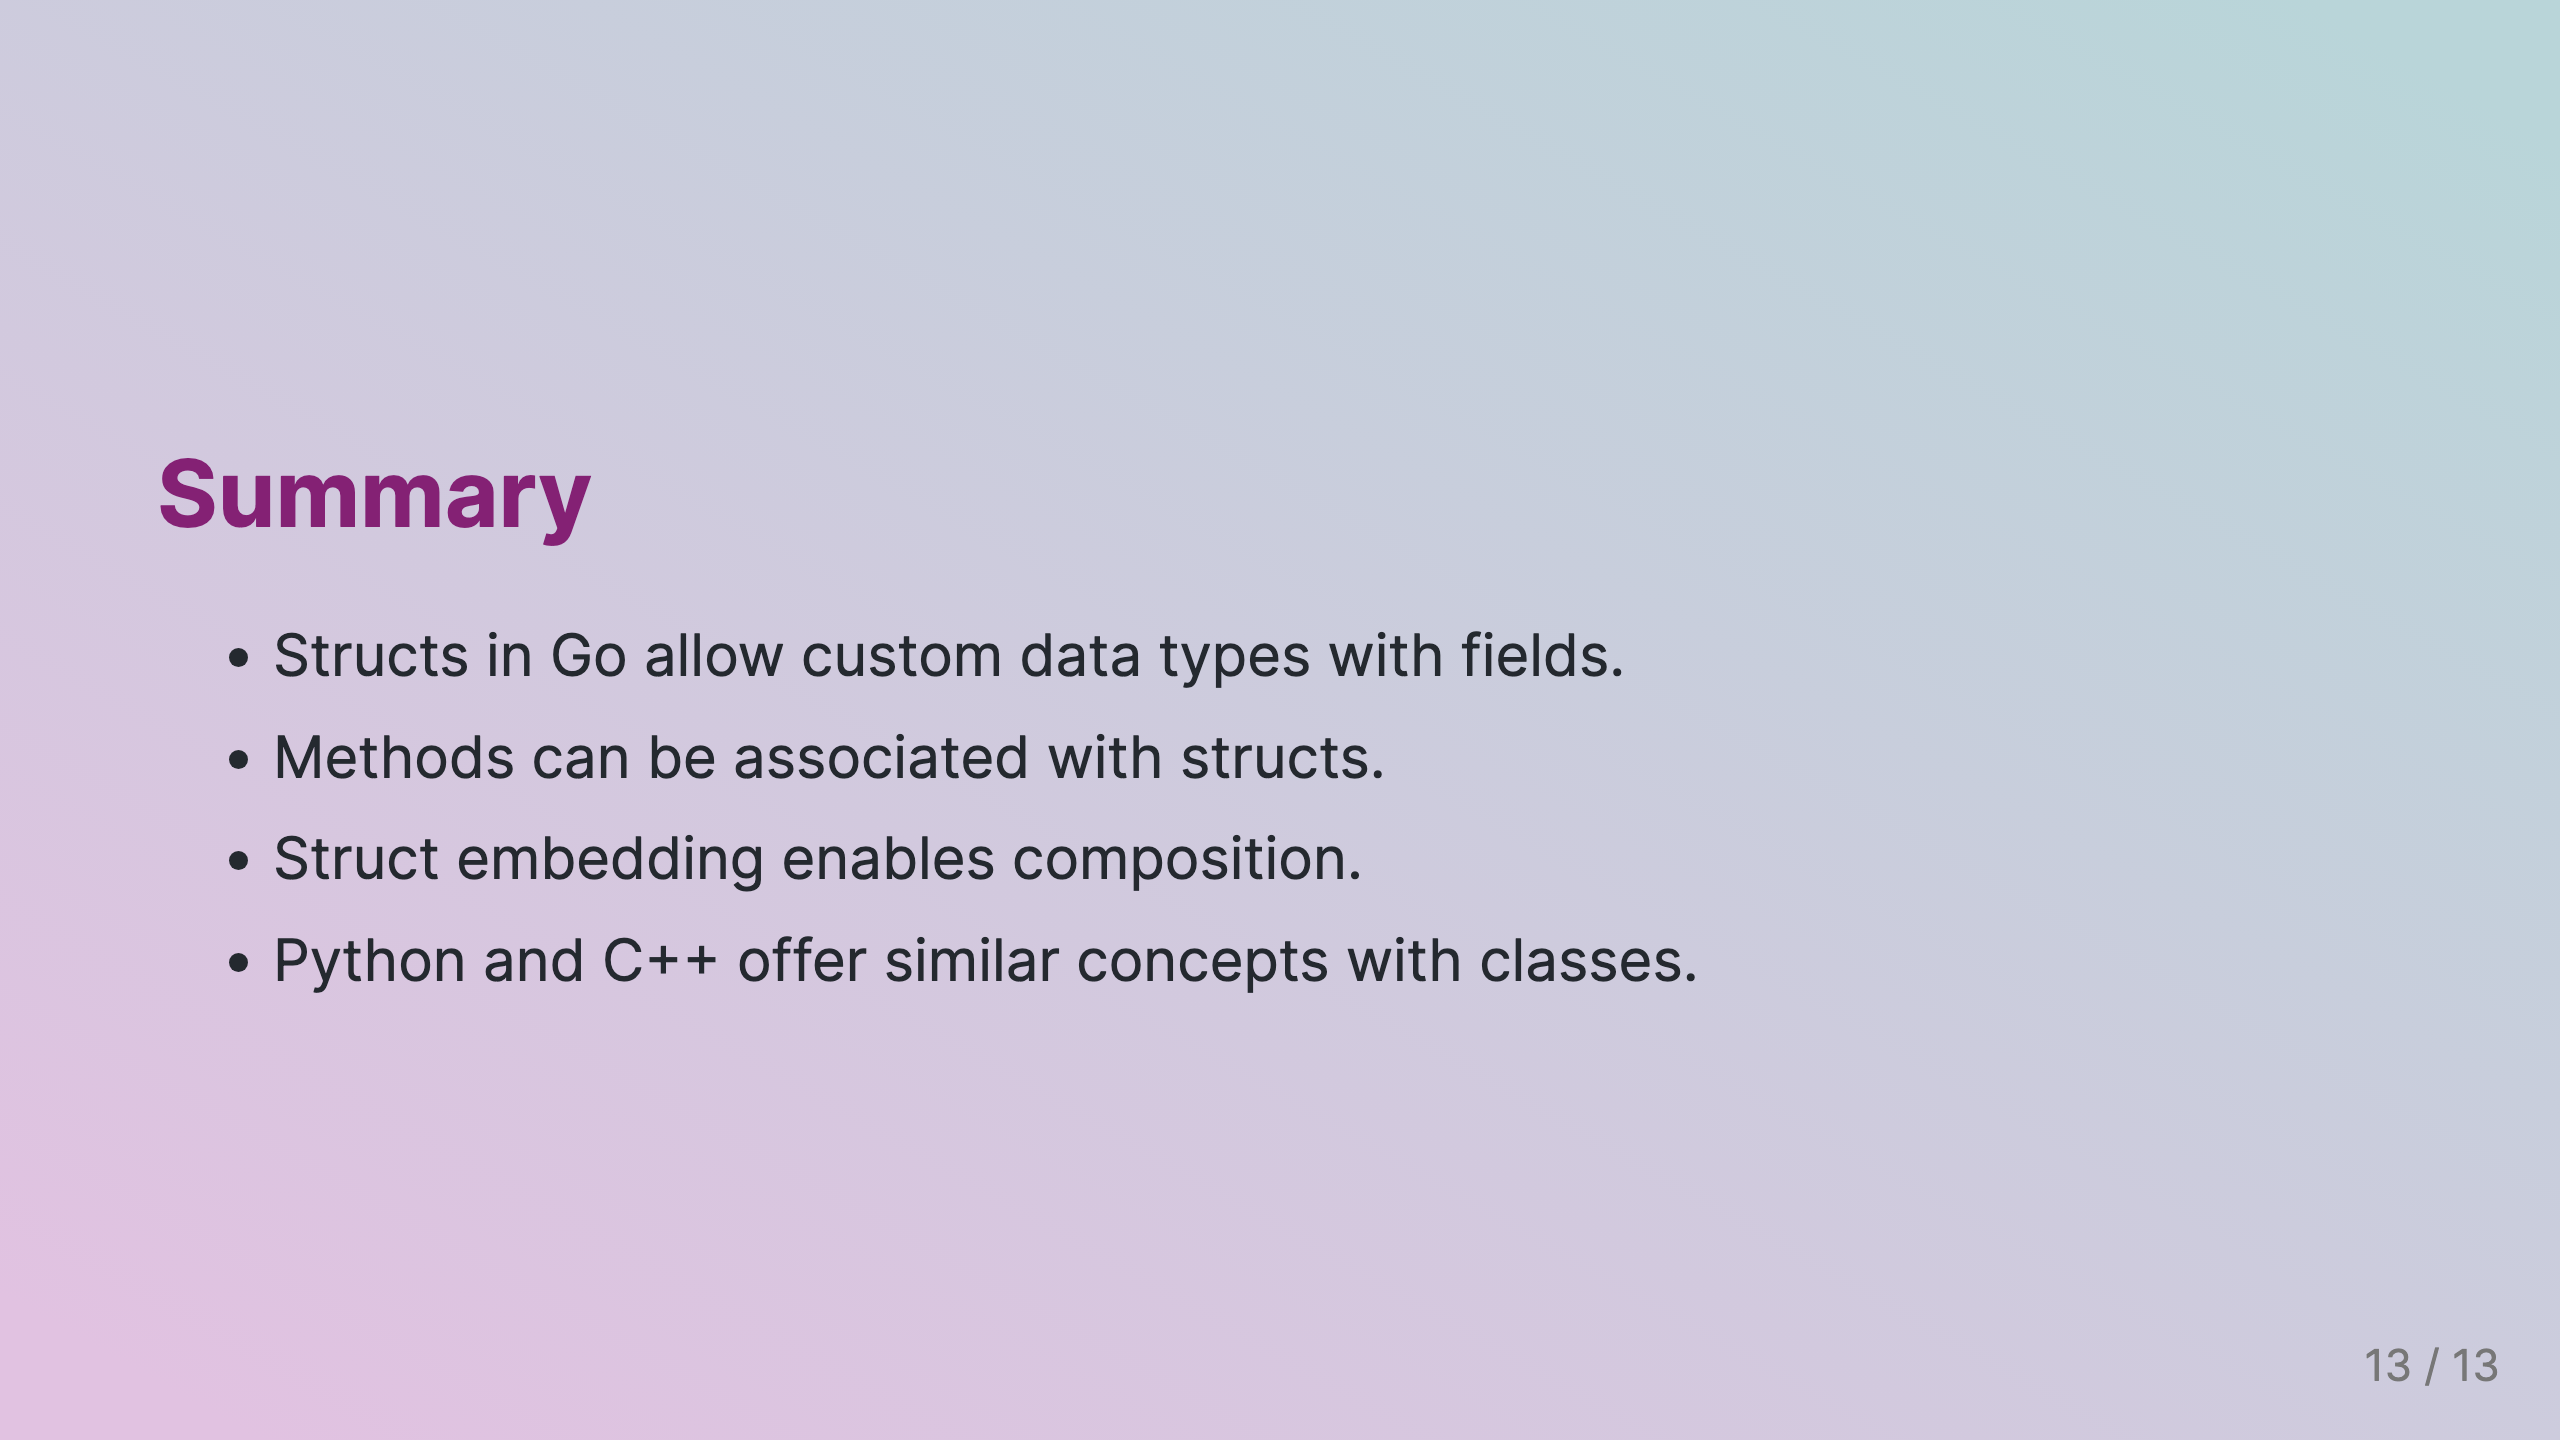 Summary
• Structs in Go allow custom data types with fields.
• Methods can be associated with structs.
• Struct embedding enables composition.
• Python and C++ offer similar concepts with classes.
13 / 13